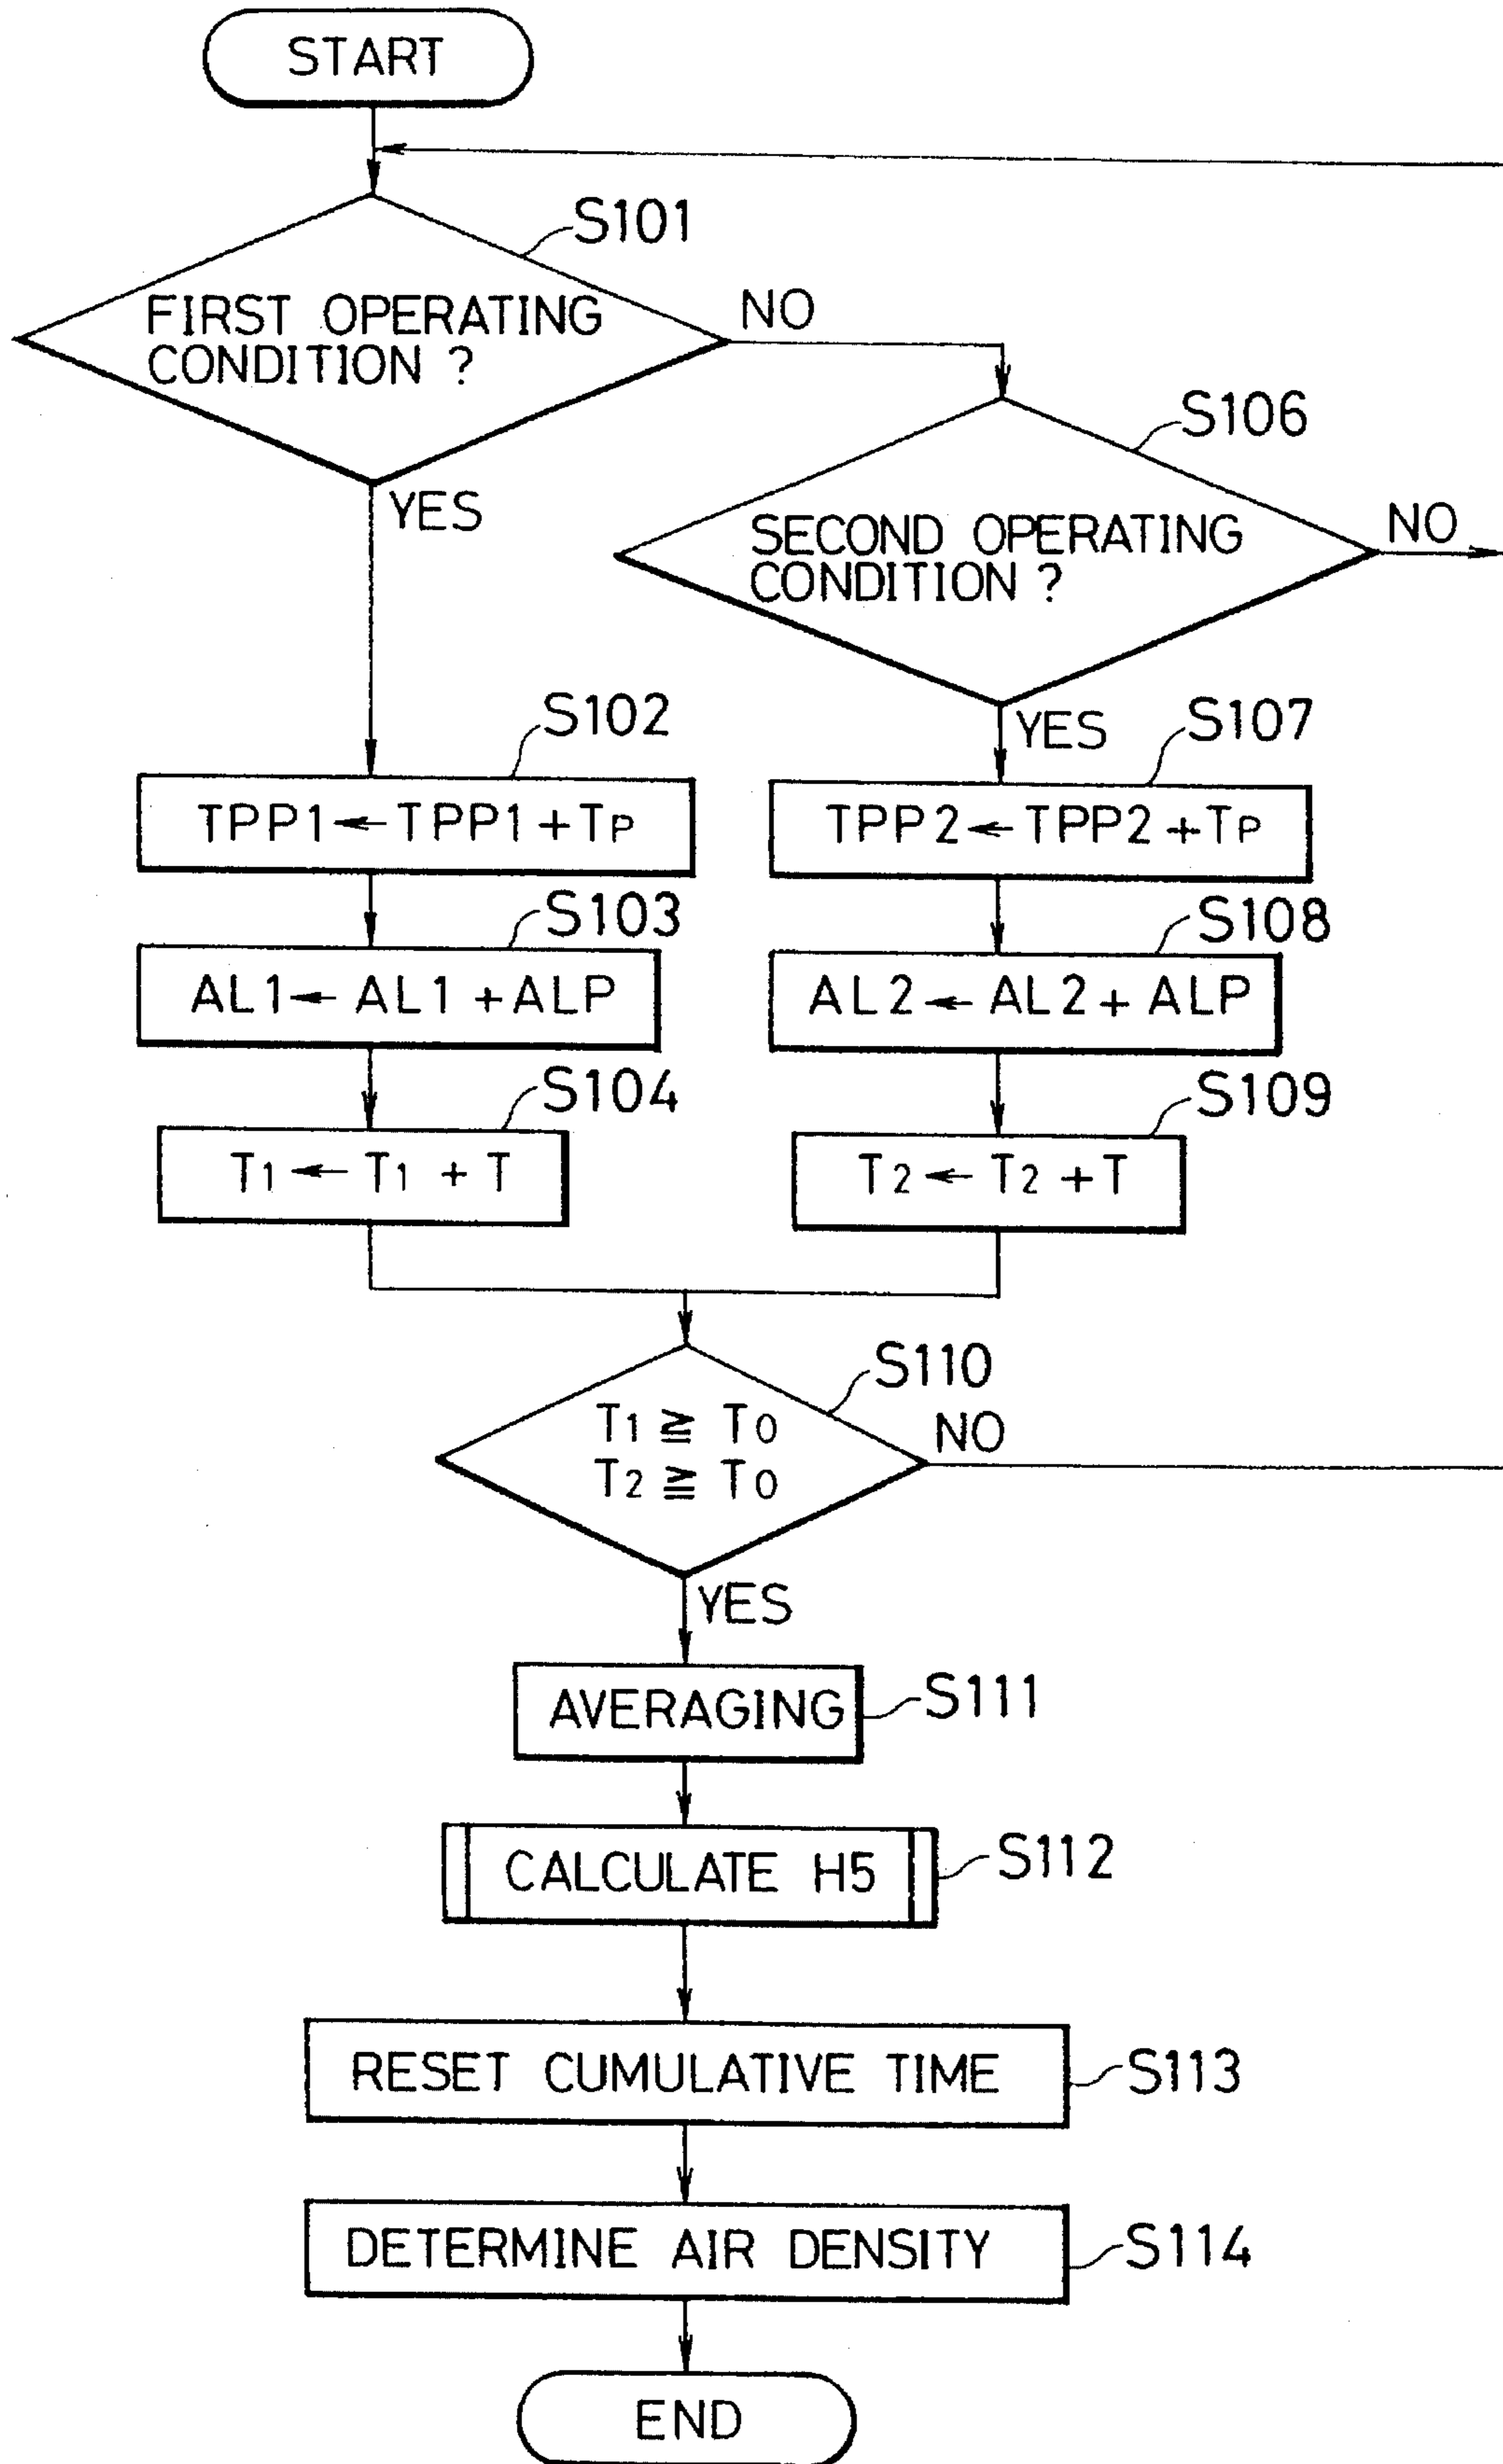 START
S101
FIRST OPERATING
CONDITION ?
NO
YES
S106
SECOND OPERATING
CONDITION ?
NO
YES
S102
TPP1 ← TPP1 + TP
S107
TPP2 ← TPP2 + TP
S103
AL1 ← AL1 + ALP
S108
AL2 ← AL2 + ALP
S104
T1 ← T1 + T
S109
T2 ← T2 + T
S110
T1 ≧ T0
T2 ≧ T0
NO
YES
AVERAGING
S111
CALCULATE H5
S112
RESET CUMULATIVE TIME
S113
DETERMINE AIR DENSITY
S114
END